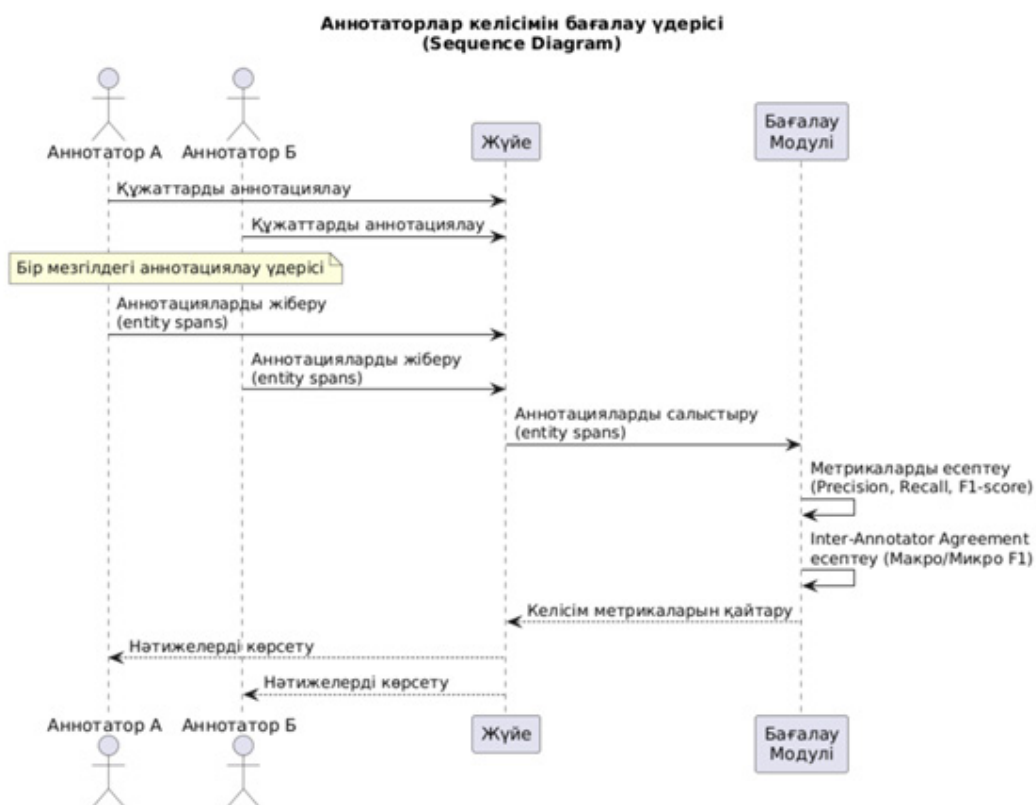 Аннотаторлар келісімін бағалау үдерісі
(Sequence Diagram)
Аннотатор А
Аннотатор Б
Жүйе
Бағалау
Модулі
Құжаттарды аннотациялау
Құжаттарды аннотациялау
Бір мезгілдегі аннотациялау үдерісі
Аннотацияларды жіберу
(entity spans)
Аннотацияларды жіберу
(entity spans)
Аннотацияларды салыстыру
(entity spans)
Метрикаларды есептеу
(Precision, Recall, F1-score)
Inter-Annotator Agreement
есептеу (Макро/Микро F1)
Келісім метрикаларын қайтару
Нәтижелерді көрсету
Нәтижелерді көрсету
Аннотатор А
Аннотатор Б
Жүйе
Бағалау
Модулі